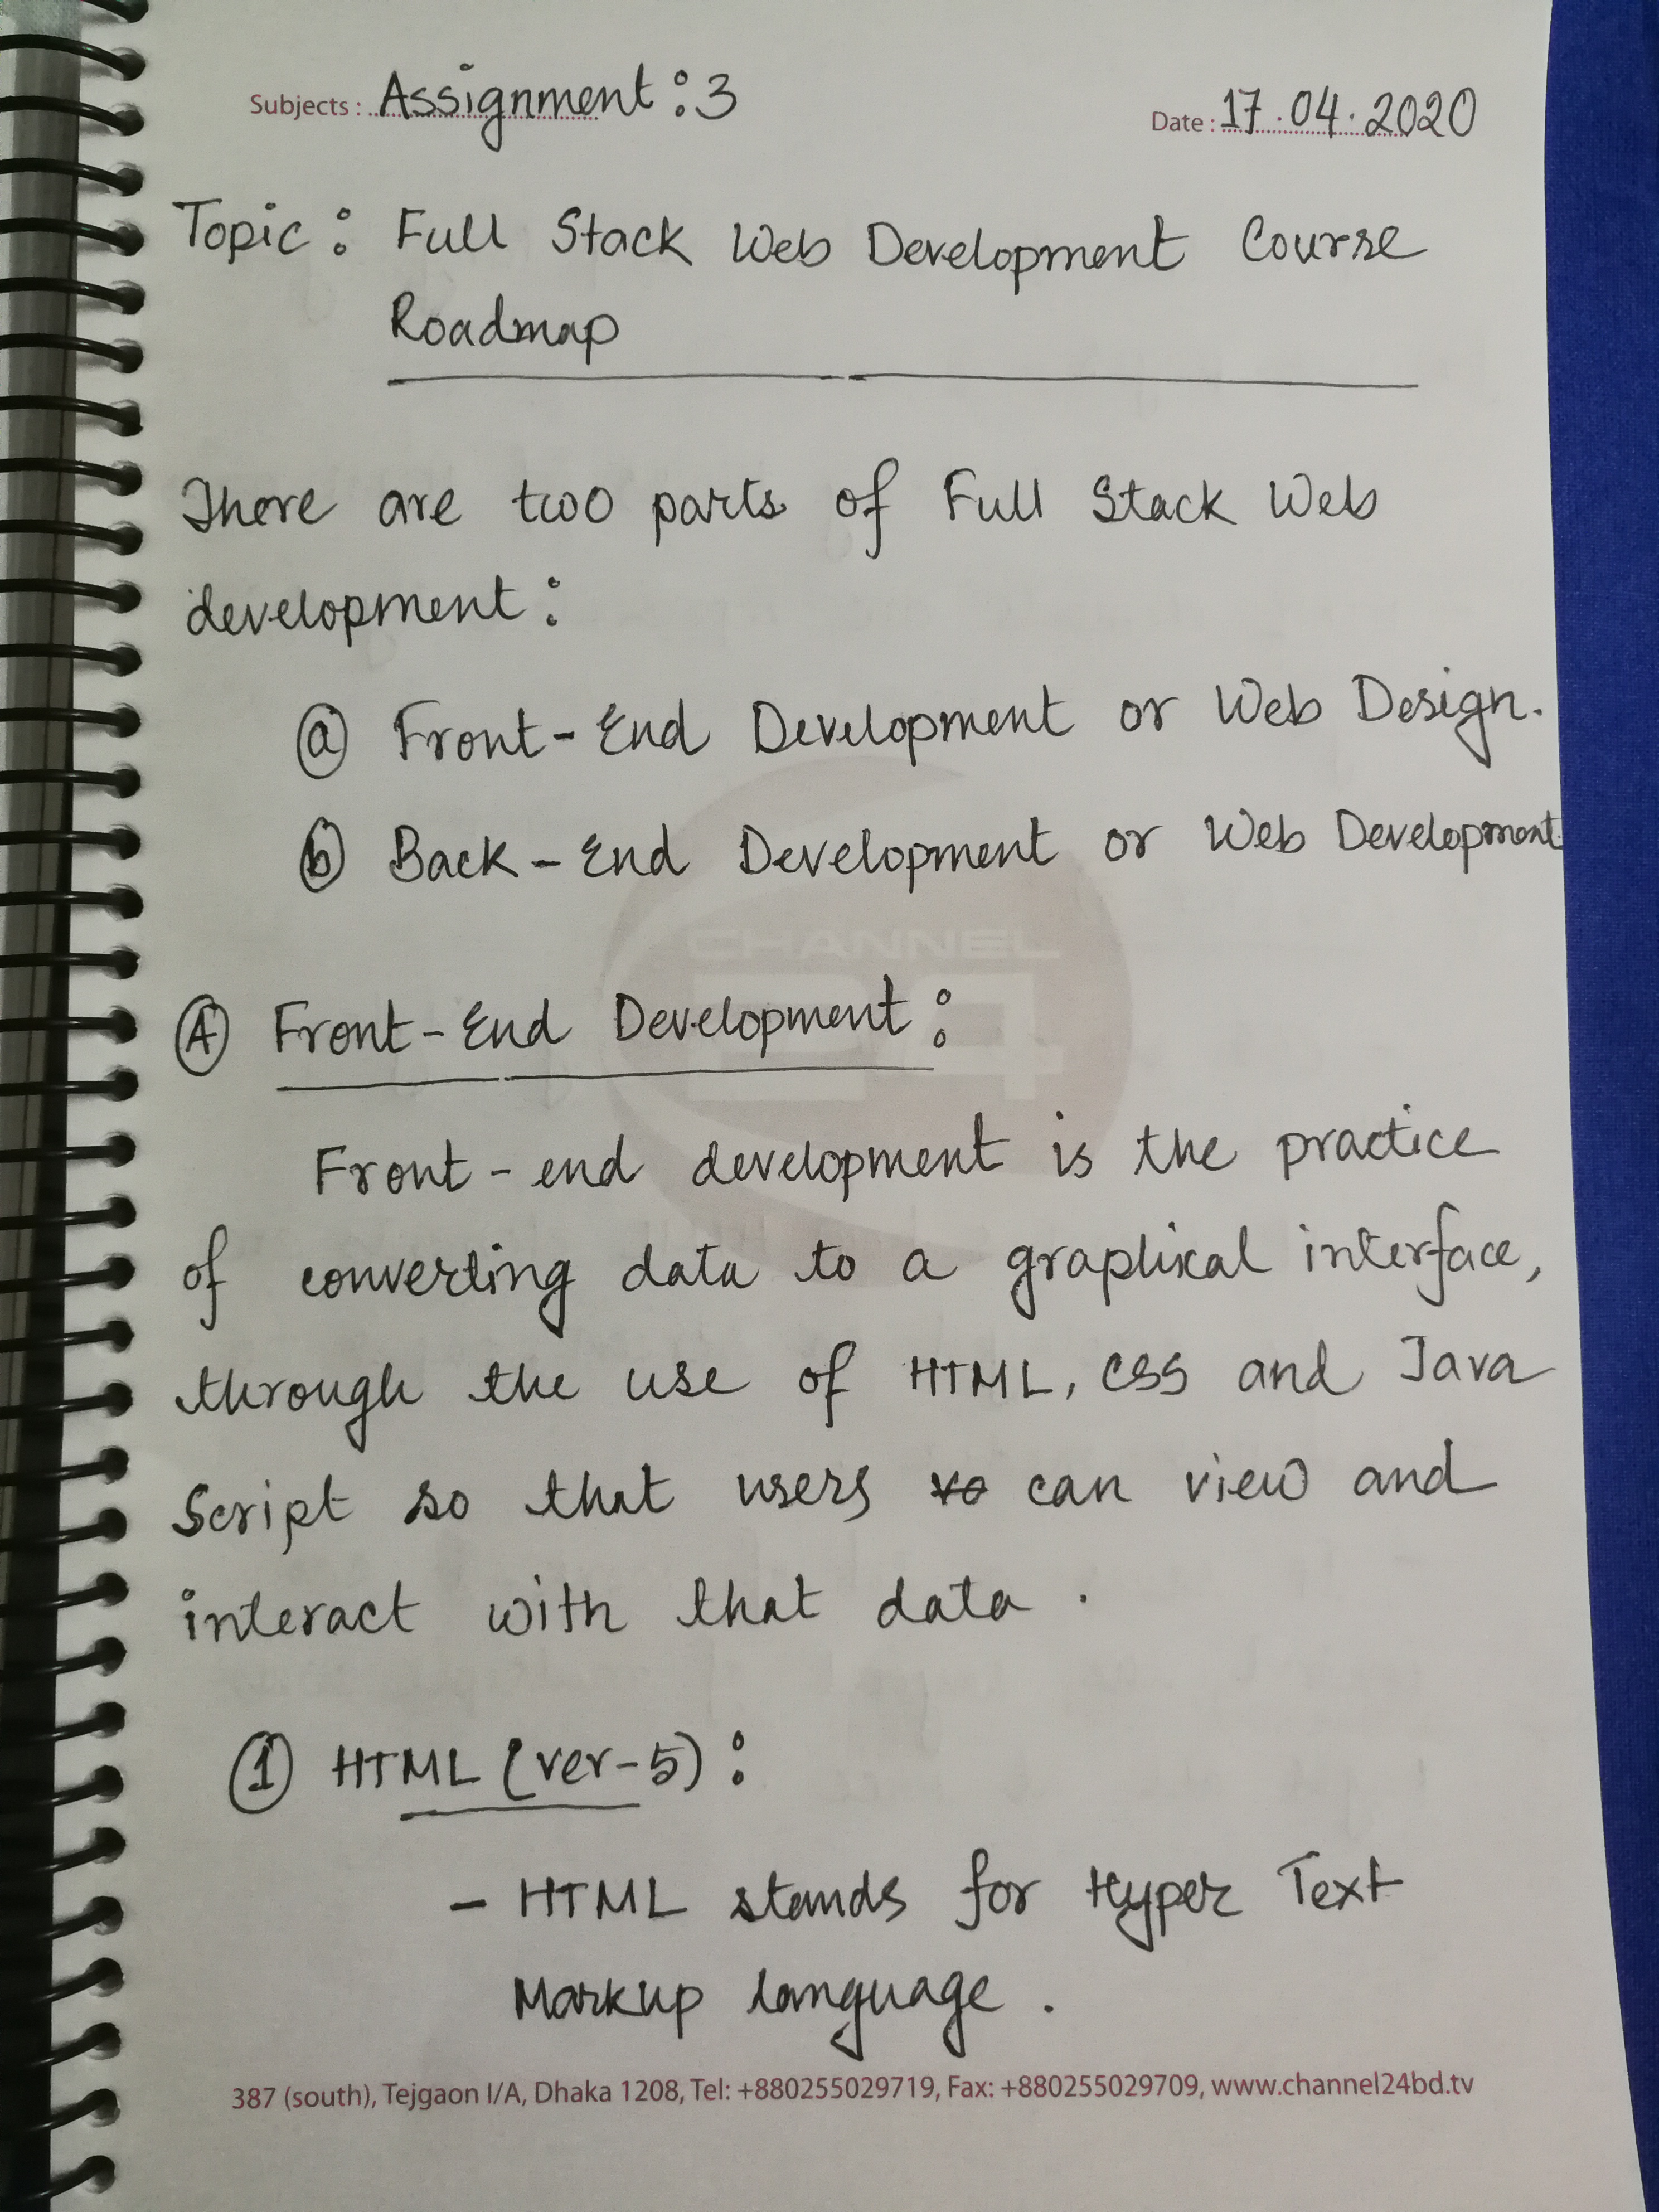 Subjects : Assignment : 3
Date : 17.04.2020
Topic : Full Stack Web Development Course
Roadmap
There are two parts of Full Stack Web
development :
ⓐ Front-End Development or Web Design.
ⓑ Back-End Development or Web Development.
CHANNEL
24
Ⓐ Front-End Development :
Front-end development is the practice
of converting data to a graphical interface,
through the use of HTML, CSS and Java
Script so that users can view and
interact with that data .
① HTML (ver-5) :
- HTML stands for Hyper Text
Markup language .
387 (south), Tejgaon I/A, Dhaka 1208, Tel: +880255029719, Fax: +880255029709, www.channel24bd.tv